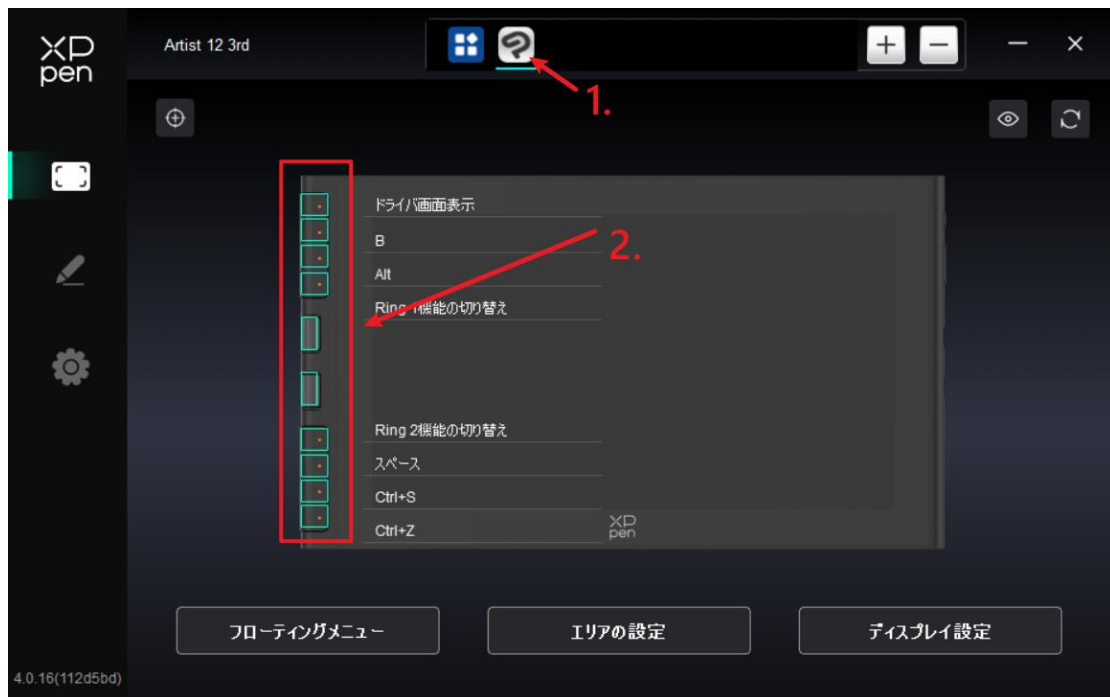 XP
pen
Artist 12 3rd
1.
ドライバ画面表示
B
2.
Alt
Ring 1機能の切り替え
Ring 2機能の切り替え
スペース
Ctrl+S
Ctrl+Z
XP
pen
フローティングメニュー
エリアの設定
ディスプレイ設定
4.0.16(112d5bd)